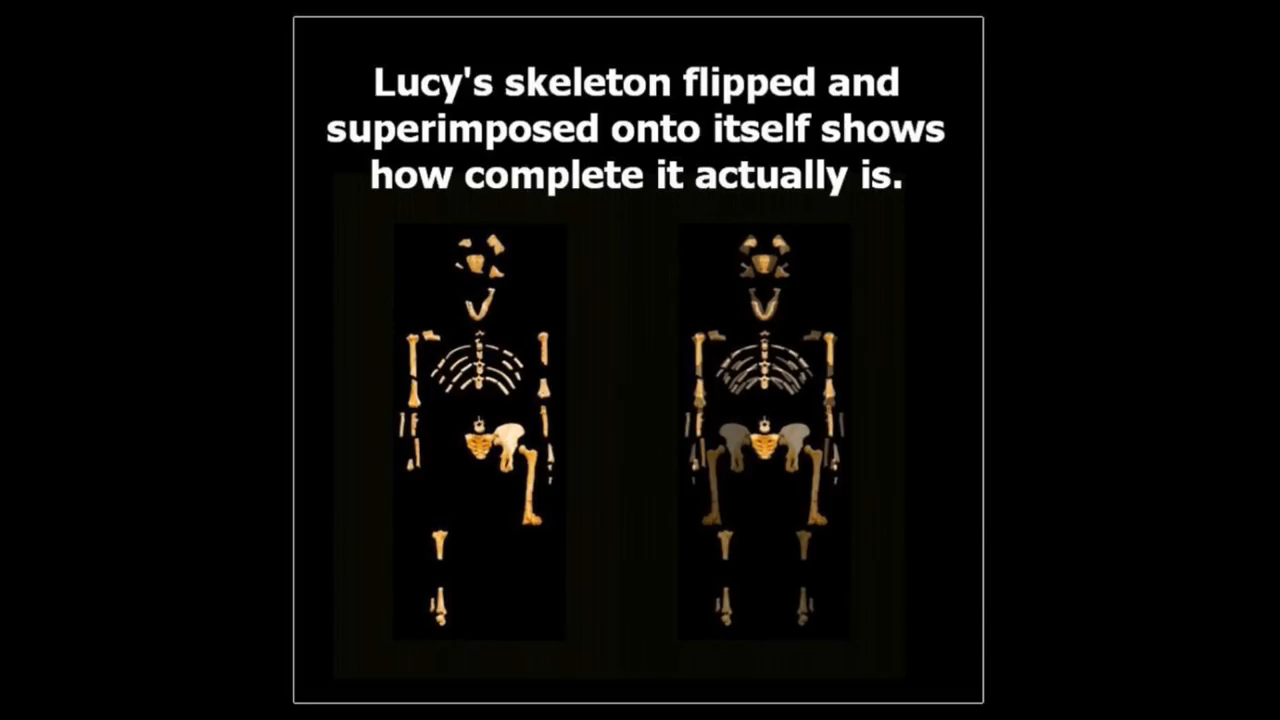 Lucy's skeleton flipped and
superimposed onto itself shows
how complete it actually is.